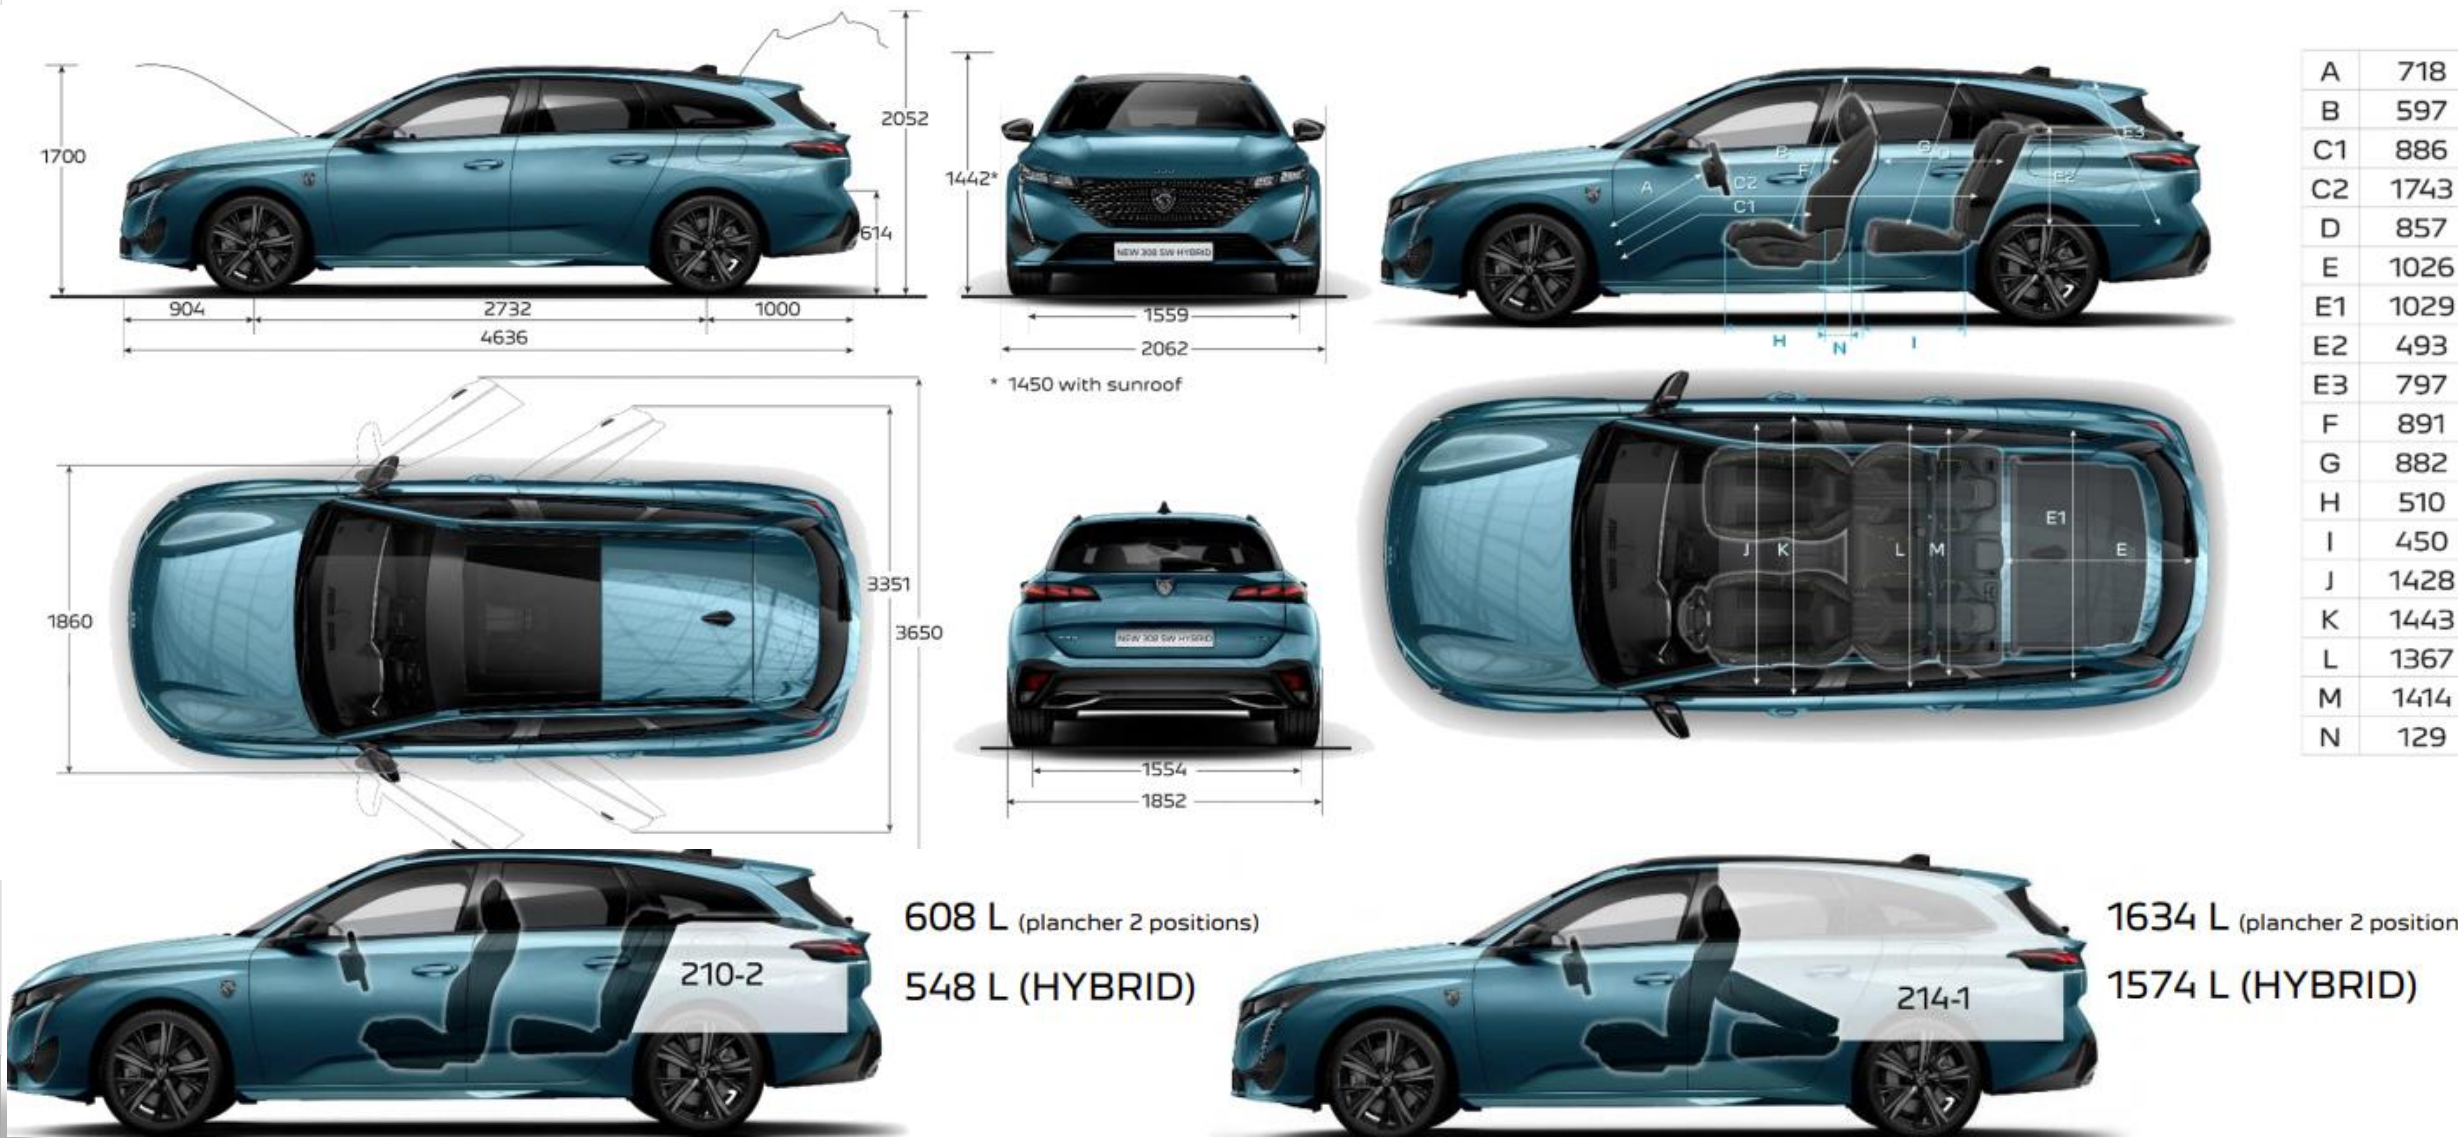 1700
2052
614
904
2732
1000
4636
1442*
NEW 308 SW HYBRID
1559
2062
* 1450 with sunroof
A
B
C2
C1
F
G
D
E2
E3
H
N
I
A 718
B 597
C1 886
C2 1743
D 857
E 1026
E1 1029
E2 493
E3 797
F 891
G 882
H 510
I 450
J 1428
K 1443
L 1367
M 1414
N 129
1860
3351
3650
NEW 308 SW HYBRID
1554
1852
J
K
L
M
E1
E
210-2
608 L (plancher 2 positions)
548 L (HYBRID)
214-1
1634 L (plancher 2 position
1574 L (HYBRID)